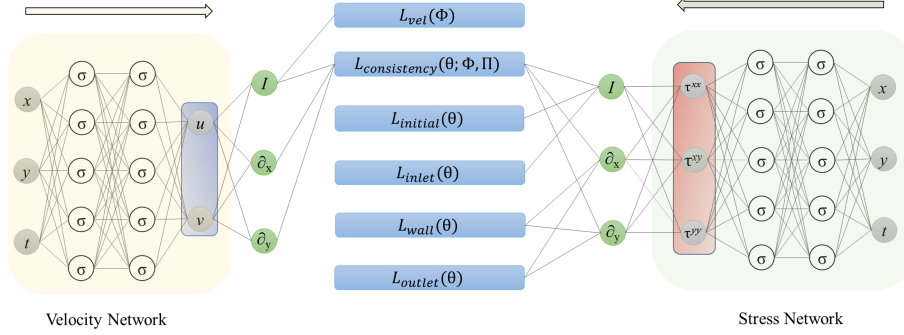 L_vel(Φ)
L_consistency(θ; Φ, Π)
L_initial(θ)
L_inlet(θ)
L_wall(θ)
L_outlet(θ)
x
y
t
σ σ
σ σ
σ σ
σ σ
σ σ
u
v
I
∂x
∂y
I
∂x
∂y
τ^xx
τ^xy
τ^yy
σ σ
σ σ
σ σ
σ σ
σ σ
x
y
t
Velocity Network
Stress Network